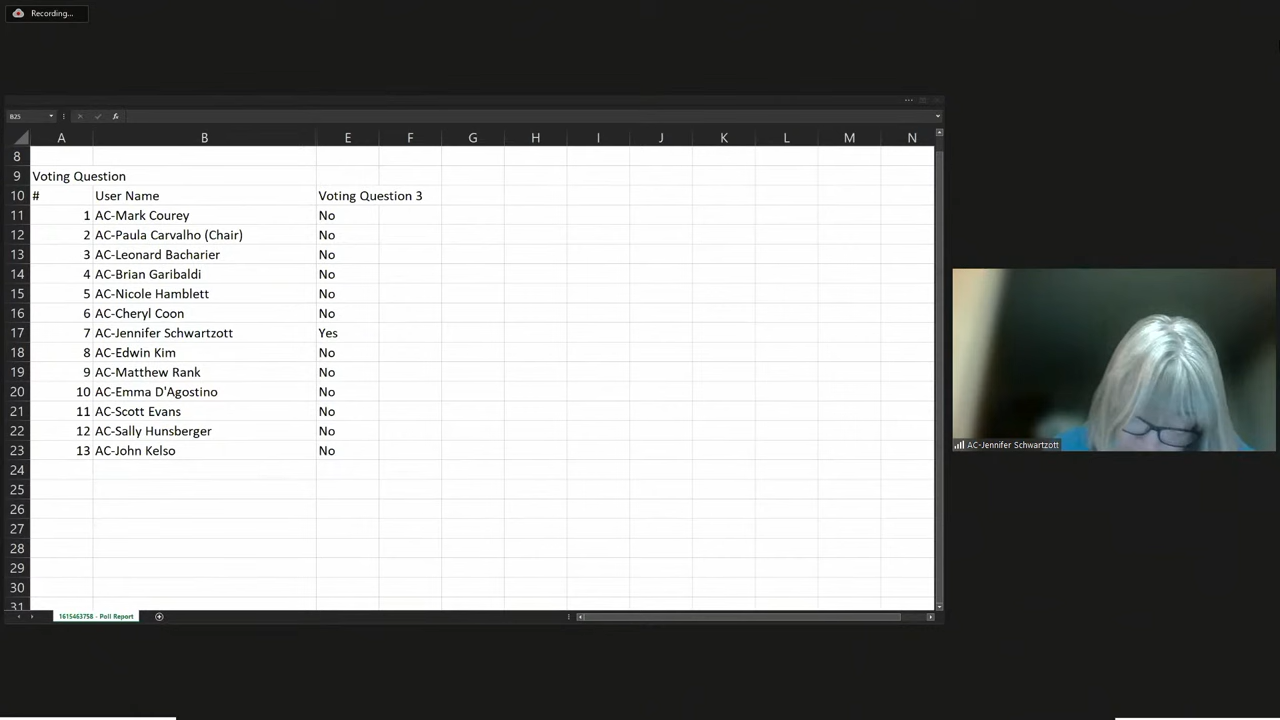 Recording...
B25
fx
A B E F G H I J K L M N
8
9 Voting Question
10 # User Name Voting Question 3
11 1 AC-Mark Courey No
12 2 AC-Paula Carvalho (Chair) No
13 3 AC-Leonard Bacharier No
14 4 AC-Brian Garibaldi No
15 5 AC-Nicole Hamblett No
16 6 AC-Cheryl Coon No
17 7 AC-Jennifer Schwartzott Yes
18 8 AC-Edwin Kim No
19 9 AC-Matthew Rank No
20 10 AC-Emma D'Agostino No
21 11 AC-Scott Evans No
22 12 AC-Sally Hunsberger No
23 13 AC-John Kelso No
24
25
26
27
28
29
30
31
1615463758 - Poll Report
AC-Jennifer Schwartzott